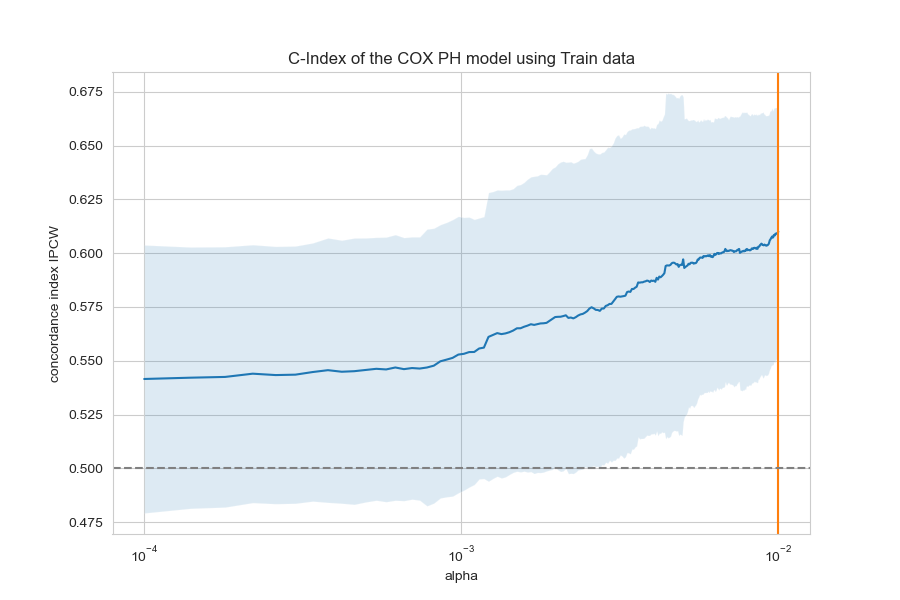 C-Index of the COX PH model using Train data
concordance index IPCW
0.675
0.650
0.625
0.600
0.575
0.550
0.525
0.500
0.475
10⁻⁴ 10⁻³ 10⁻²
alpha